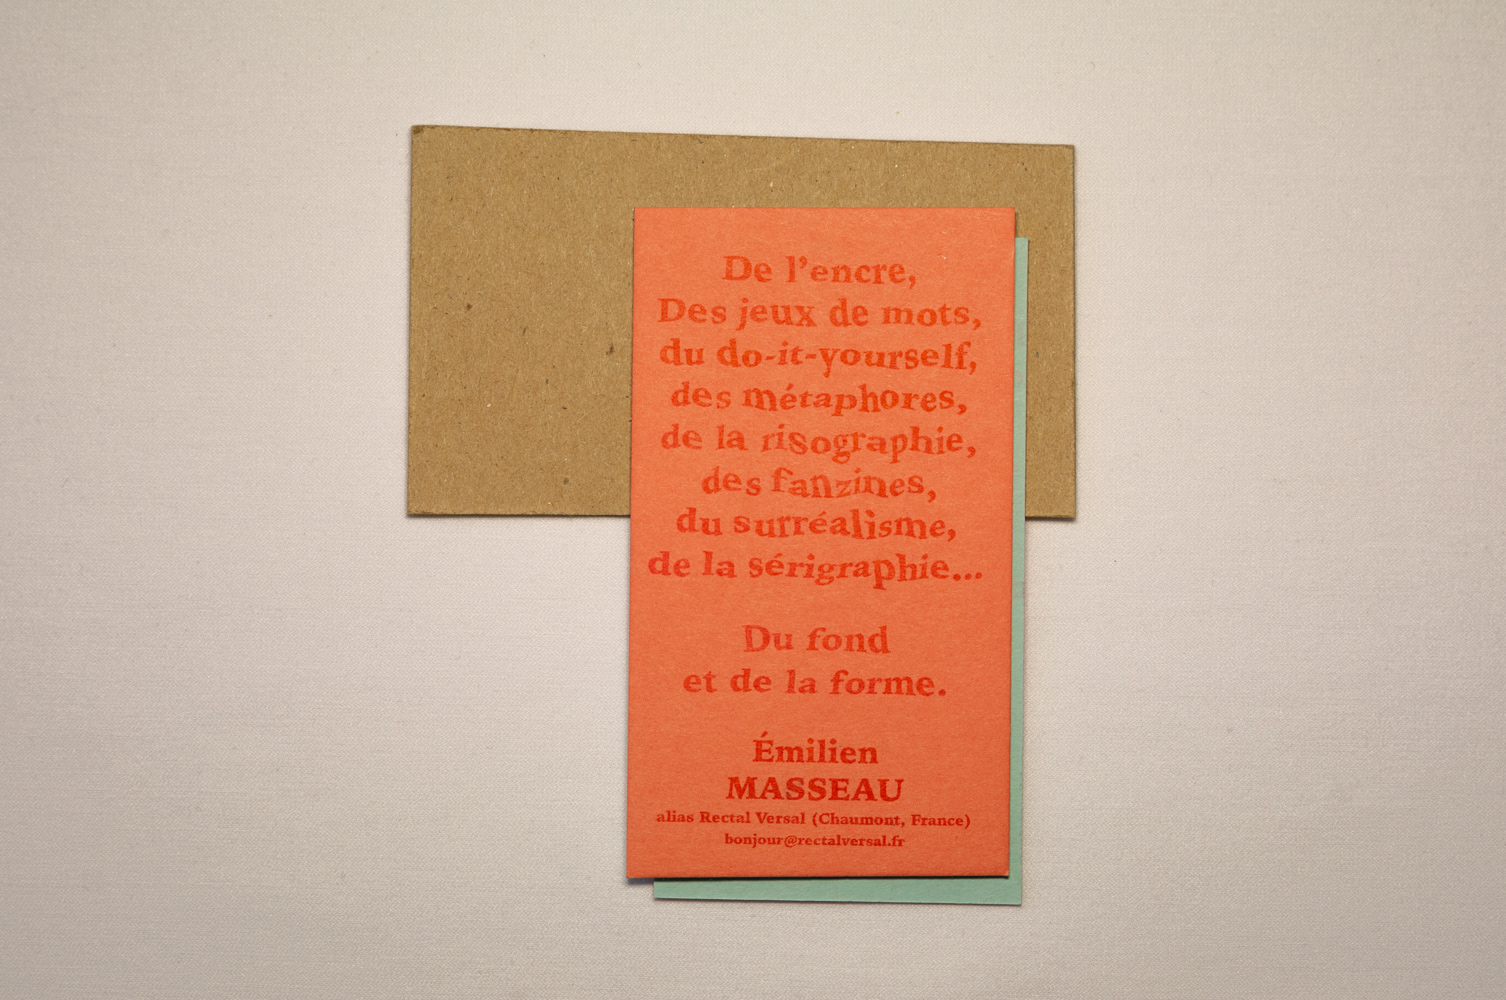 De l’encre,
Des jeux de mots,
du do-it-yourself,
des métaphores,
de la risographie,
des fanzines,
du surréalisme,
de la sérigraphie...
Du fond
et de la forme.
Émilien
MASSEAU
alias Rectal Versal (Chaumont, France)
bonjour@rectalversal.fr